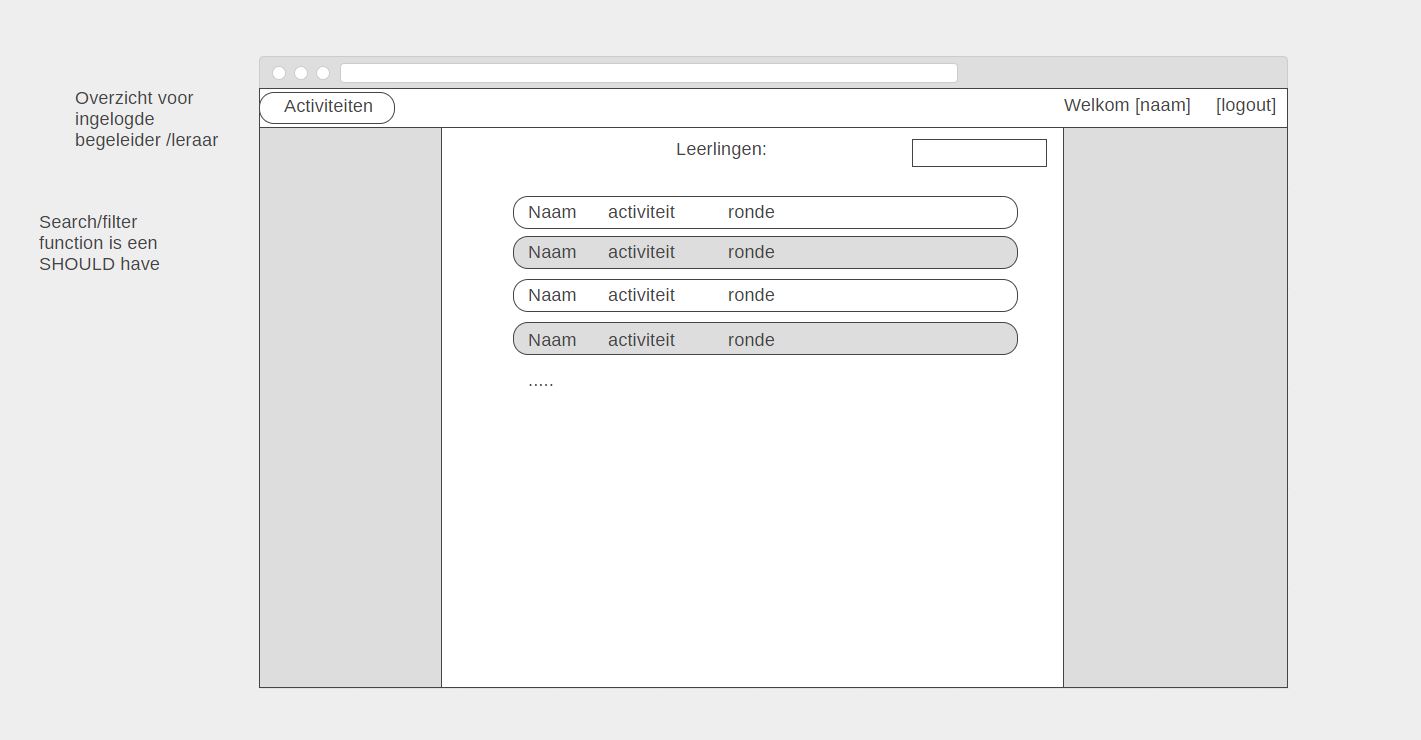 Overzicht voor
ingelogde
begeleider /leraar
Search/filter
function is een
SHOULD have
Activiteiten
Welkom [naam] [logout]
Leerlingen:
Naam activiteit ronde
Naam activiteit ronde
Naam activiteit ronde
Naam activiteit ronde
.....